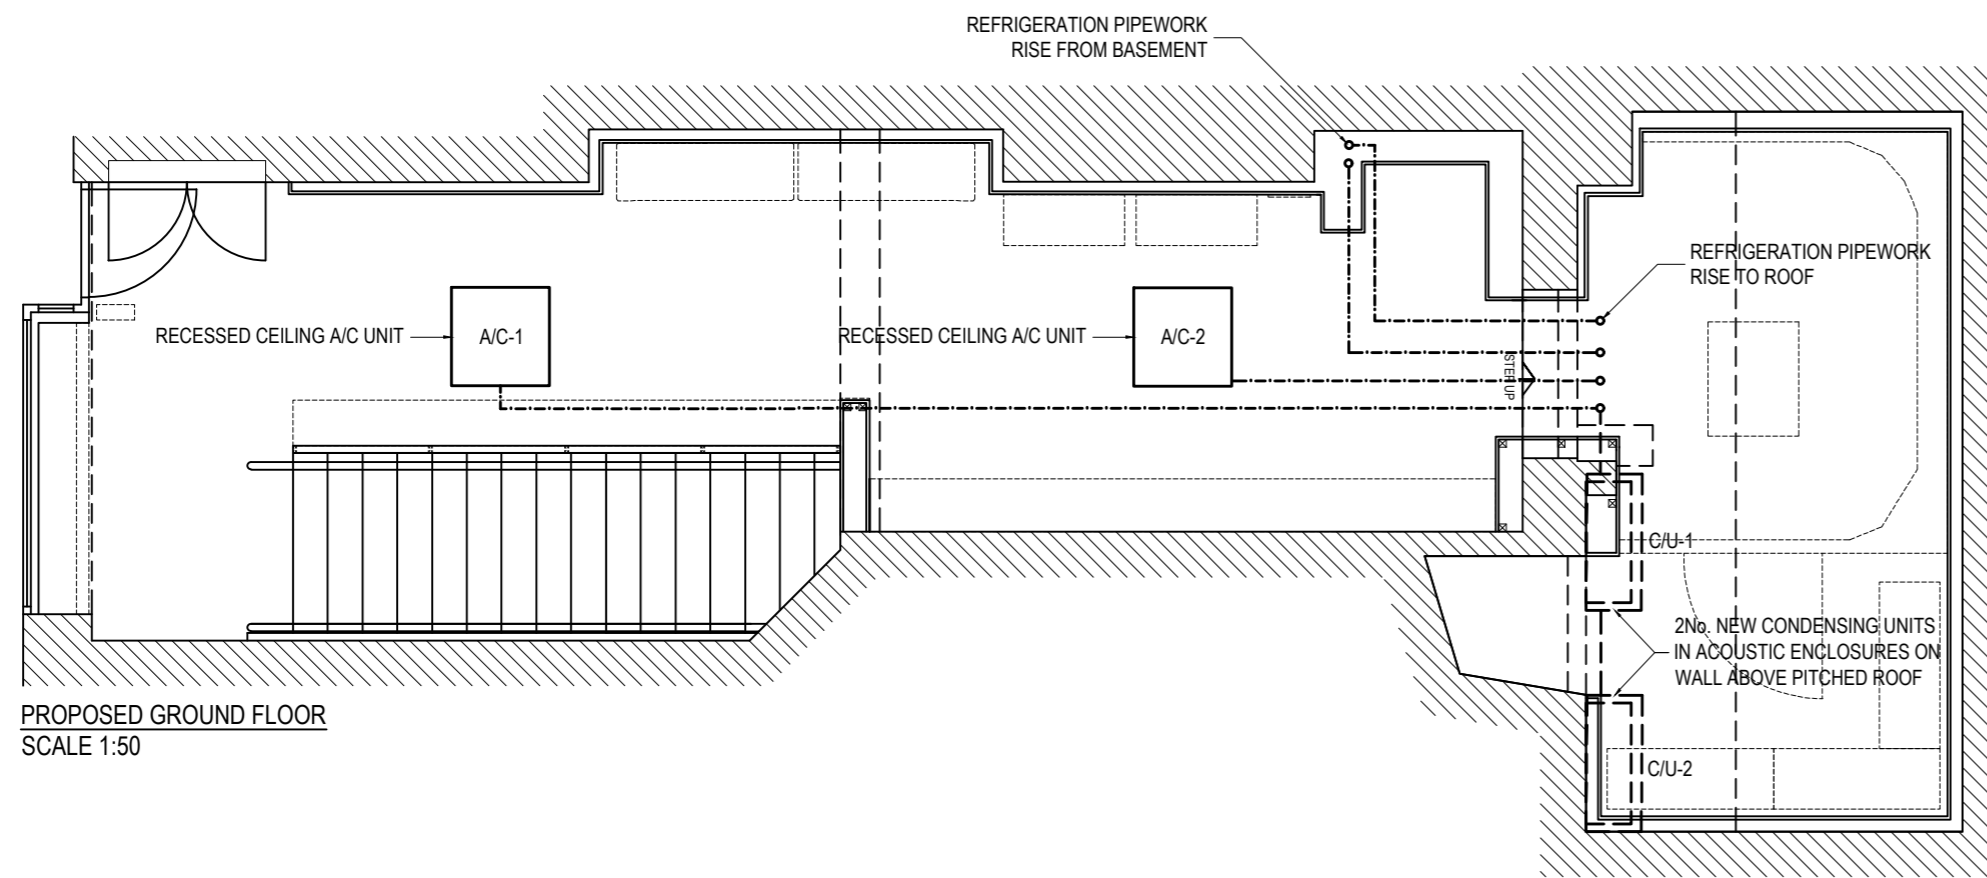 REFRIGERATION PIPEWORK
RISE FROM BASEMENT
REFRIGERATION PIPEWORK
RISE TO ROOF
RECESSED CEILING A/C UNIT
A/C-1
RECESSED CEILING A/C UNIT
A/C-2
STEP UP
C/U-1
2No. NEW CONDENSING UNITS
IN ACOUSTIC ENCLOSURES ON
WALL ABOVE PITCHED ROOF
C/U-2
PROPOSED GROUND FLOOR
SCALE 1:50